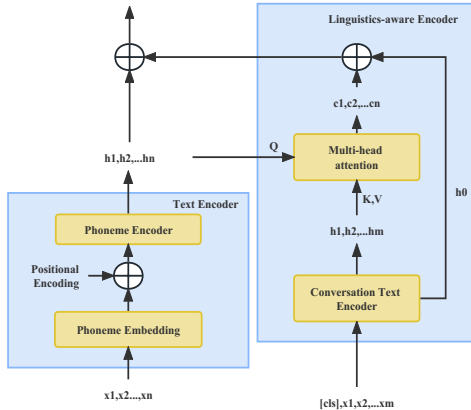 Linguistics-aware Encoder
c1,c2,...cn
Q
Multi-head
attention
h1,h2,...hn
K,V
h0
Text Encoder
Phoneme Encoder
h1,h2,...hm
Positional
Encoding
Conversation Text
Encoder
Phoneme Embedding
x1,x2...,xn
[cls],x1,x2,...xm